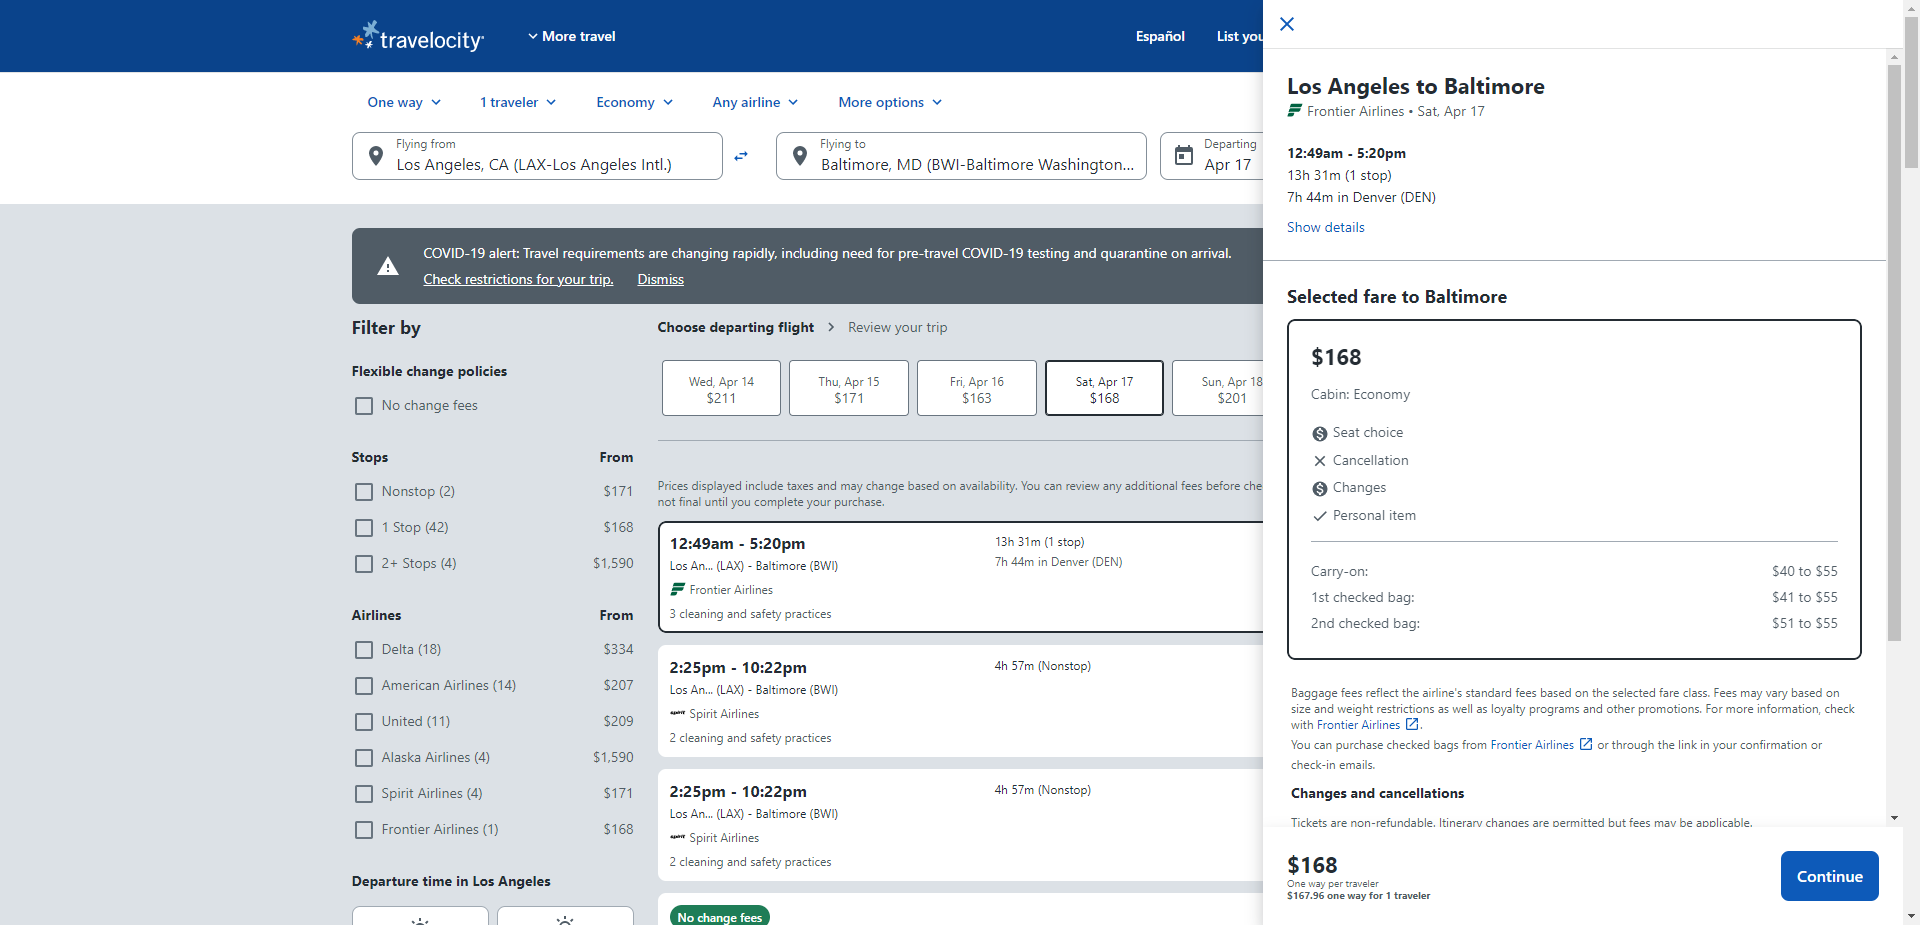 travelocity
More travel
Español
List you
One way
1 traveler
Economy
Any airline
More options
Flying from
Los Angeles, CA (LAX-Los Angeles Intl.)
Flying to
Baltimore, MD (BWI-Baltimore Washington...
Departing
Apr 17
COVID-19 alert: Travel requirements are changing rapidly, including need for pre-travel COVID-19 testing and quarantine on arrival.
Check restrictions for your trip.
Dismiss
Filter by
Flexible change policies
No change fees
Stops From
Nonstop (2) $171
1 Stop (42) $168
2+ Stops (4) $1,590
Airlines From
Delta (18) $334
American Airlines (14) $207
United (11) $209
Alaska Airlines (4) $1,590
Spirit Airlines (4) $171
Frontier Airlines (1) $168
Departure time in Los Angeles
Choose departing flight
Review your trip
Wed, Apr 14
$211
Thu, Apr 15
$171
Fri, Apr 16
$163
Sat, Apr 17
$168
Sun, Apr 18
$201
Prices displayed include taxes and may change based on availability. You can review any additional fees before che
not final until you complete your purchase.
12:49am - 5:20pm
13h 31m (1 stop)
Los An... (LAX) - Baltimore (BWI)
7h 44m in Denver (DEN)
Frontier Airlines
3 cleaning and safety practices
2:25pm - 10:22pm
4h 57m (Nonstop)
Los An... (LAX) - Baltimore (BWI)
spirit Spirit Airlines
2 cleaning and safety practices
2:25pm - 10:22pm
4h 57m (Nonstop)
Los An... (LAX) - Baltimore (BWI)
spirit Spirit Airlines
2 cleaning and safety practices
No change fees
Los Angeles to Baltimore
Frontier Airlines • Sat, Apr 17
12:49am - 5:20pm
13h 31m (1 stop)
7h 44m in Denver (DEN)
Show details
Selected fare to Baltimore
$168
Cabin: Economy
Seat choice
Cancellation
Changes
Personal item
Carry-on: $40 to $55
1st checked bag: $41 to $55
2nd checked bag: $51 to $55
Baggage fees reflect the airline's standard fees based on the selected fare class. Fees may vary based on
size and weight restrictions as well as loyalty programs and other promotions. For more information, check
with Frontier Airlines.
You can purchase checked bags from Frontier Airlines or through the link in your confirmation or
check-in emails.
Changes and cancellations
Tickets are non-refundable. Itinerary changes are permitted but fees may be applicable.
$168
One way per traveler
$167.96 one way for 1 traveler
Continue